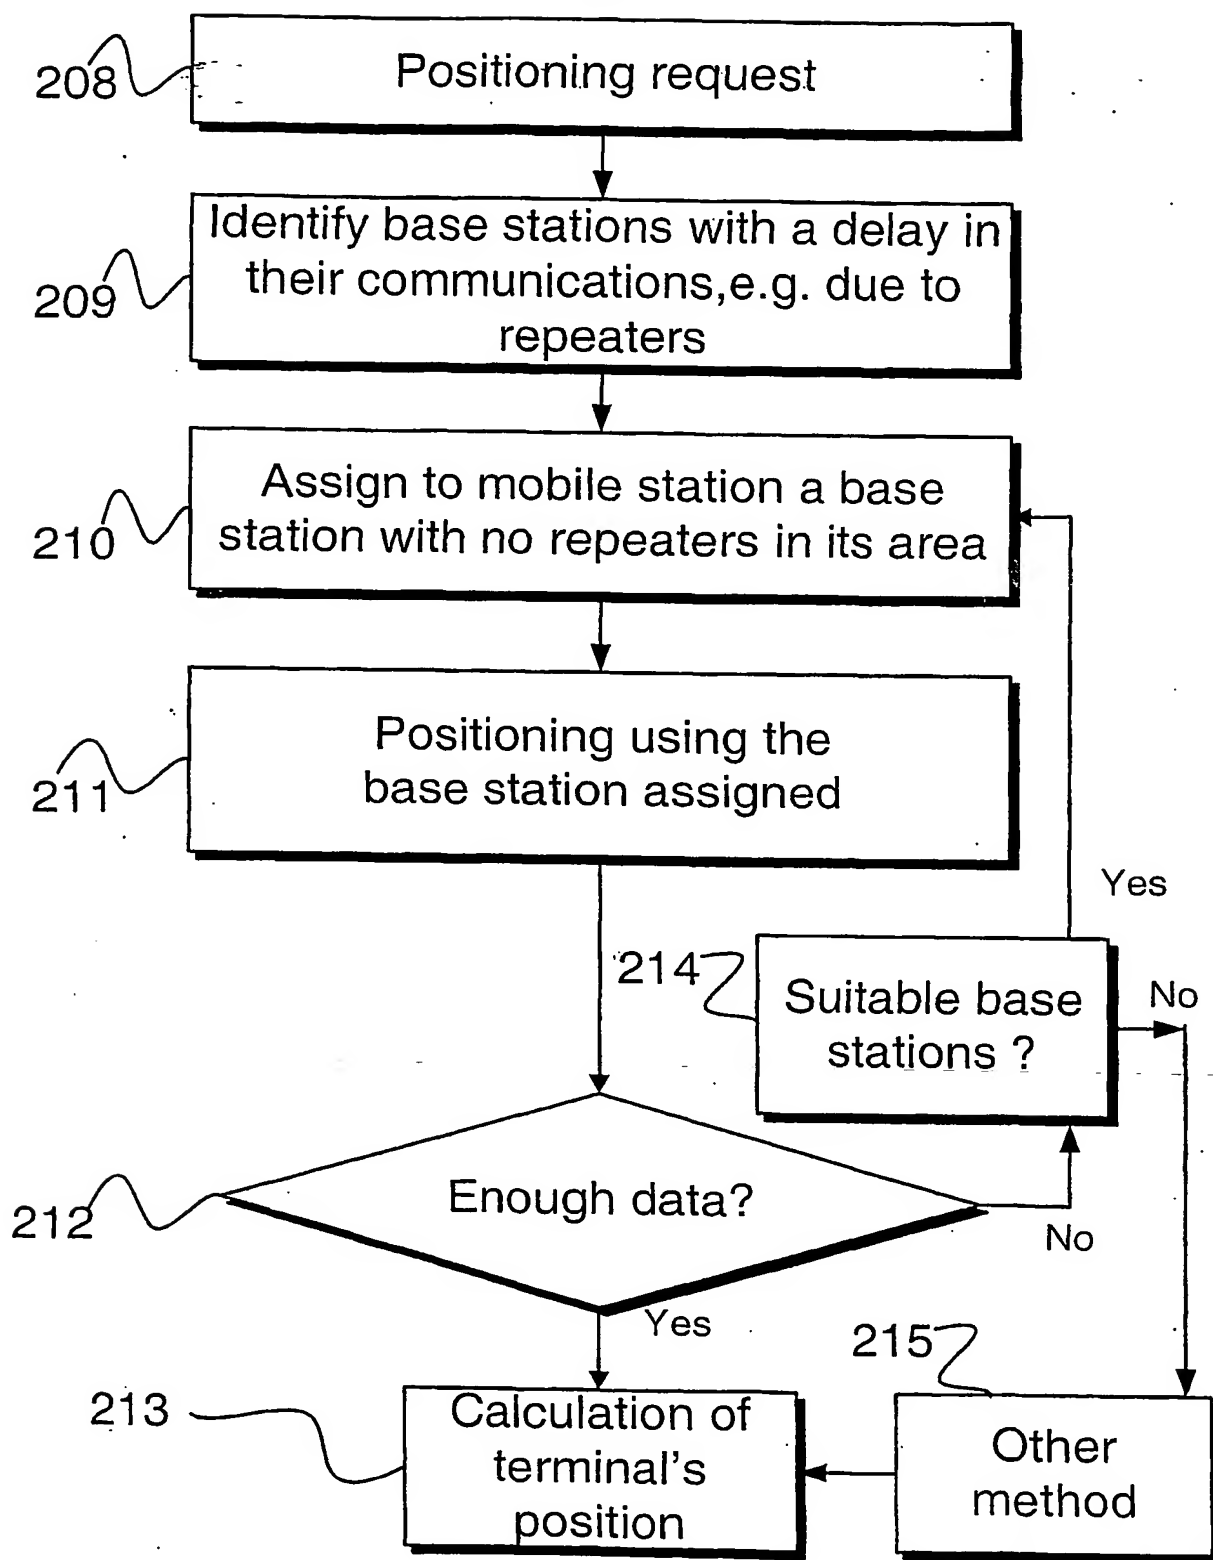 208
Positioning request
Identify base stations with a delay in
their communications,e.g. due to
repeaters
209
Assign to mobile station a base
station with no repeaters in its area
210
Positioning using the
base station assigned
211
Yes
214
Suitable base
stations ?
No
Enough data?
212
No
Yes
215
213
Calculation of
terminal's
position
Other
method